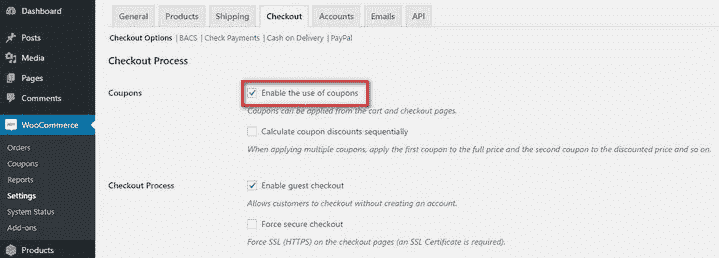 Dashboard
Posts
Media
Pages
Comments
WooCommerce
Orders
Coupons
Reports
Settings
System Status
Add-ons
Products
General Products Shipping Checkout Accounts Emails API
Checkout Options | BACS | Check Payments | Cash on Delivery | PayPal
Checkout Process
Coupons Enable the use of coupons
Coupons can be applied from the cart and checkout pages.
Calculate coupon discounts sequentially
When applying multiple coupons, apply the first coupon to the full price and the second coupon to the discounted price and so on.
Checkout Process Enable guest checkout
Allows customers to checkout without creating an account.
Force secure checkout
Force SSL (HTTPS) on the checkout pages (an SSL Certificate is required).